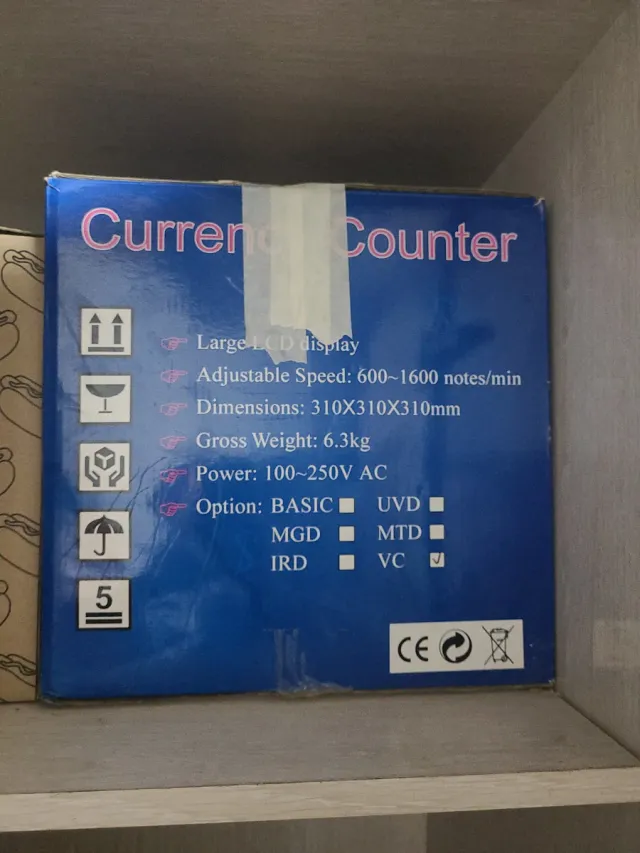 Curren Counter
Large LCD display
Adjustable Speed: 600~1600 notes/min
Dimensions: 310X310X310mm
Gross Weight: 6.3kg
Power: 100~250V AC
Option: BASIC UVD
MGD MTD
IRD VC
5
CE